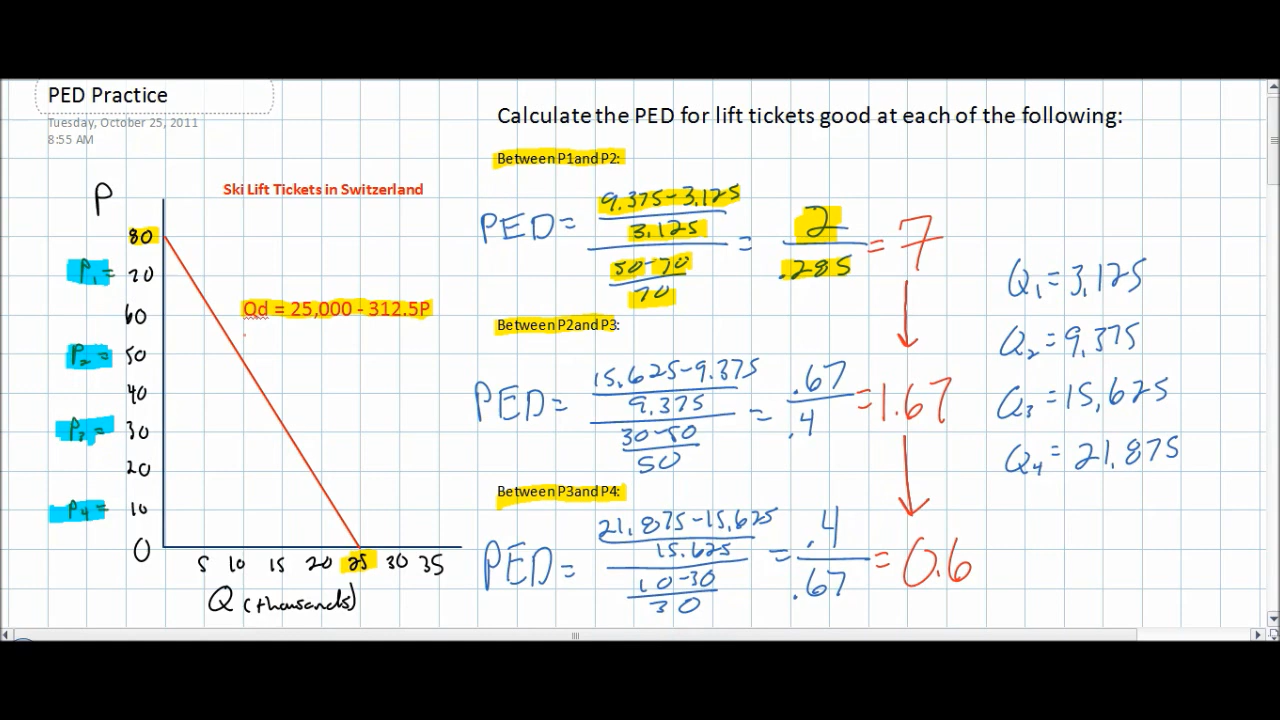 PED Practice
Tuesday, October 25, 2011
8:55 AM
Calculate the PED for lift tickets good at each of the following:
Ski Lift Tickets in Switzerland
P
80
P1= 70
60
P2= 50
40
P3= 30
20
P4= 10
0
5 10 15 20 25 30 35
Q (thousands)
Qd = 25,000 - 312.5P
Between P1and P2:
PED= 9.375-3.125
3.125
50-70
70
= 2
.285
= 7
Between P2and P3:
PED= 15.625-9.375
9.375
30-50
50
= .67
.4
=1.67
Between P3and P4:
PED= 21.875-15.625
15.625
10-30
30
= .4
.67
= 0.6
Q1= 3,125
Q2= 9,375
Q3= 15,625
Q4= 21,875